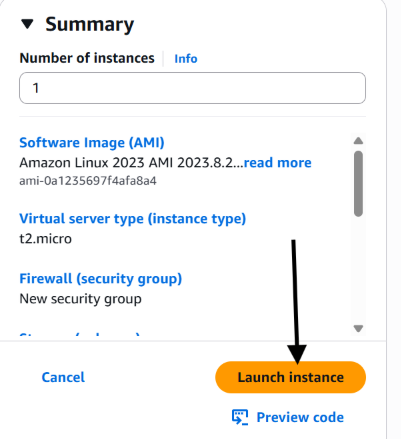 Summary
Number of instances Info
1
Software Image (AMI)
Amazon Linux 2023 AMI 2023.8.2...read more
ami-0a1235697f4afa8a4
Virtual server type (instance type)
t2.micro
Firewall (security group)
New security group
Cancel
Launch instance
Preview code